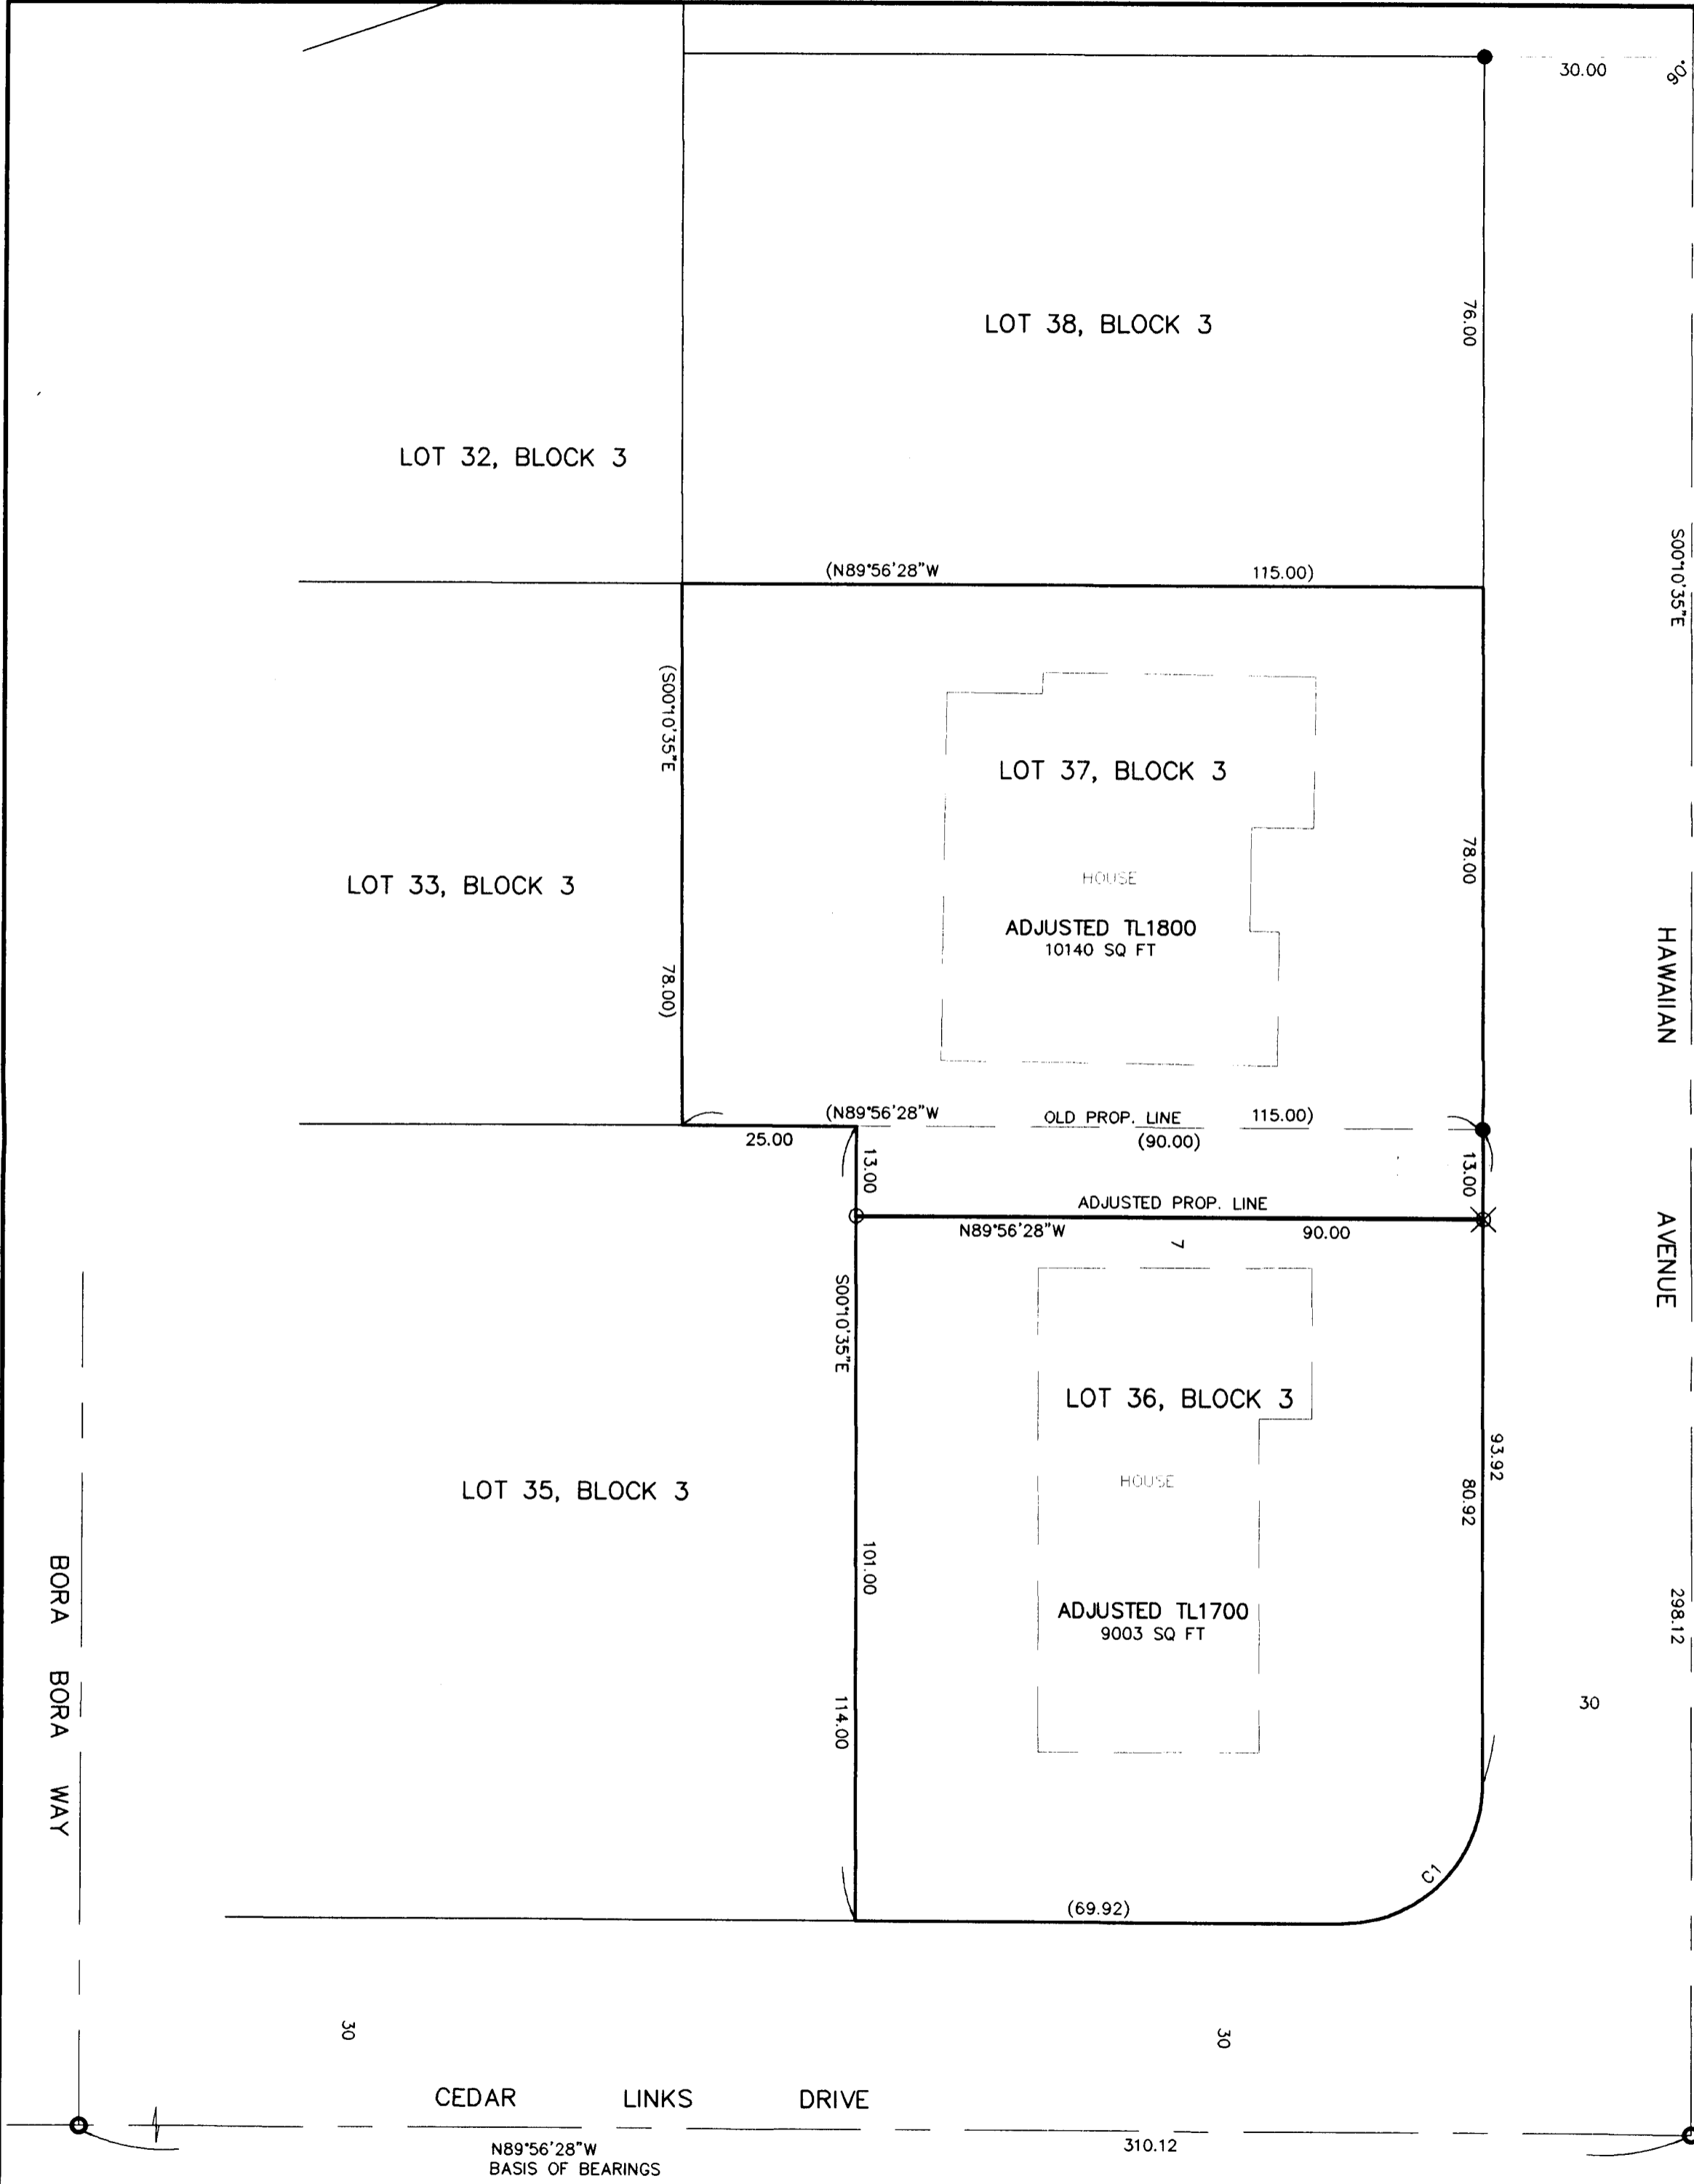 30.00
90°
LOT 38, BLOCK 3
76.00
LOT 32, BLOCK 3
S00°10'35"E
(N89°56'28"W 115.00)
(S00°10'35"E 78.00)
LOT 37, BLOCK 3
78.00
LOT 33, BLOCK 3
HOUSE
ADJUSTED TL1800
10140 SQ FT
HAWAIIAN AVENUE
(N89°56'28"W OLD PROP. LINE 115.00)
25.00
(90.00)
13.00
13.00
ADJUSTED PROP. LINE
N89°56'28"W 90.00
7
S00°10'35"E
LOT 36, BLOCK 3
HOUSE
93.92
80.92
LOT 35, BLOCK 3
101.00
114.00
ADJUSTED TL1700
9003 SQ FT
298.12
30
BORA BORA WAY
C1
(69.92)
30
30
CEDAR LINKS DRIVE
N89°56'28"W 310.12
BASIS OF BEARINGS